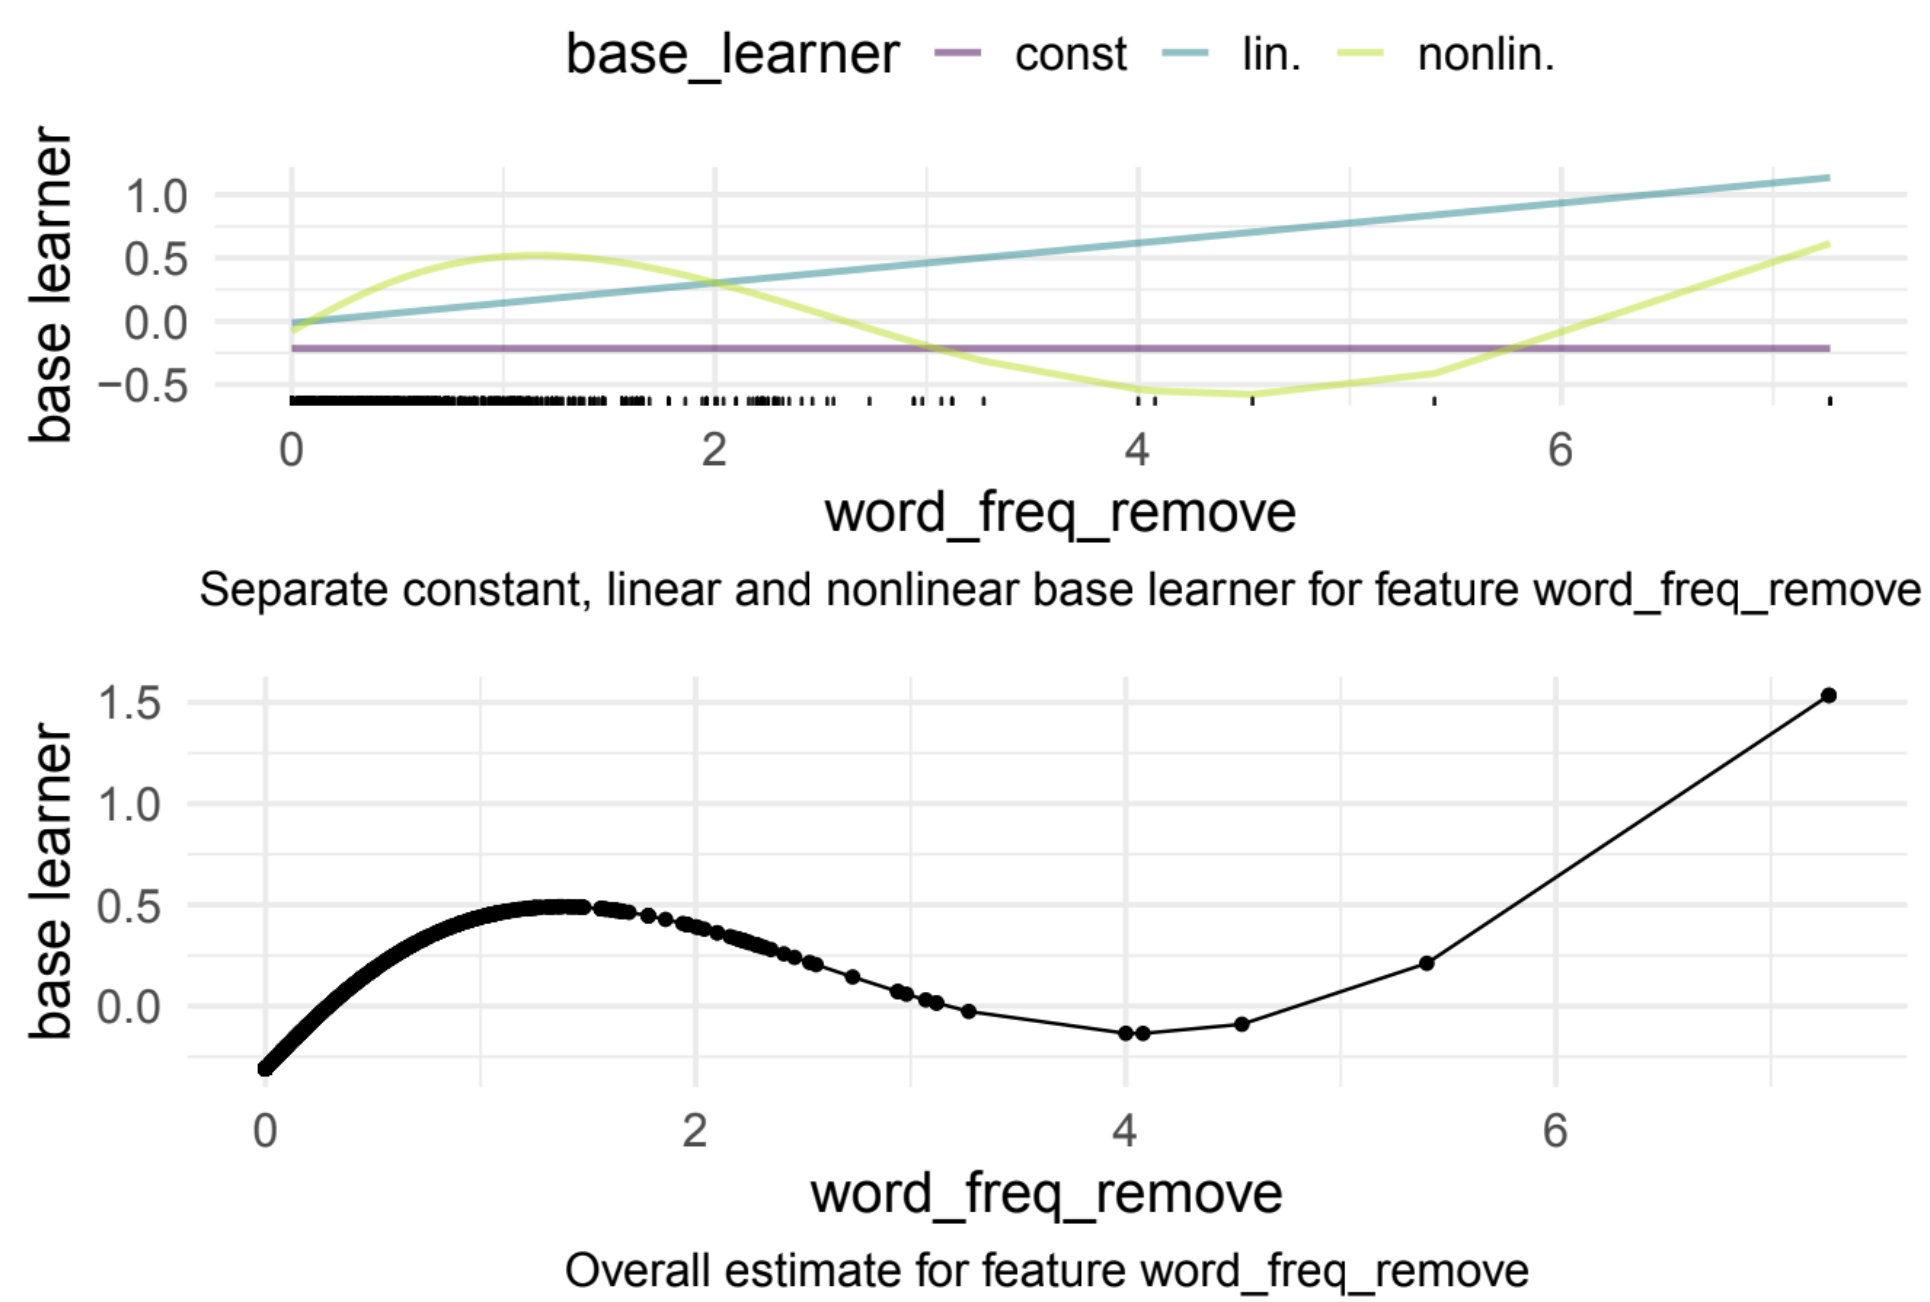 base_learner const lin. nonlin.
base learner
1.0
0.5
0.0
−0.5
0 2 4 6
word_freq_remove
Separate constant, linear and nonlinear base learner for feature word_freq_remove
base learner
1.5
1.0
0.5
0.0
0 2 4 6
word_freq_remove
Overall estimate for feature word_freq_remove